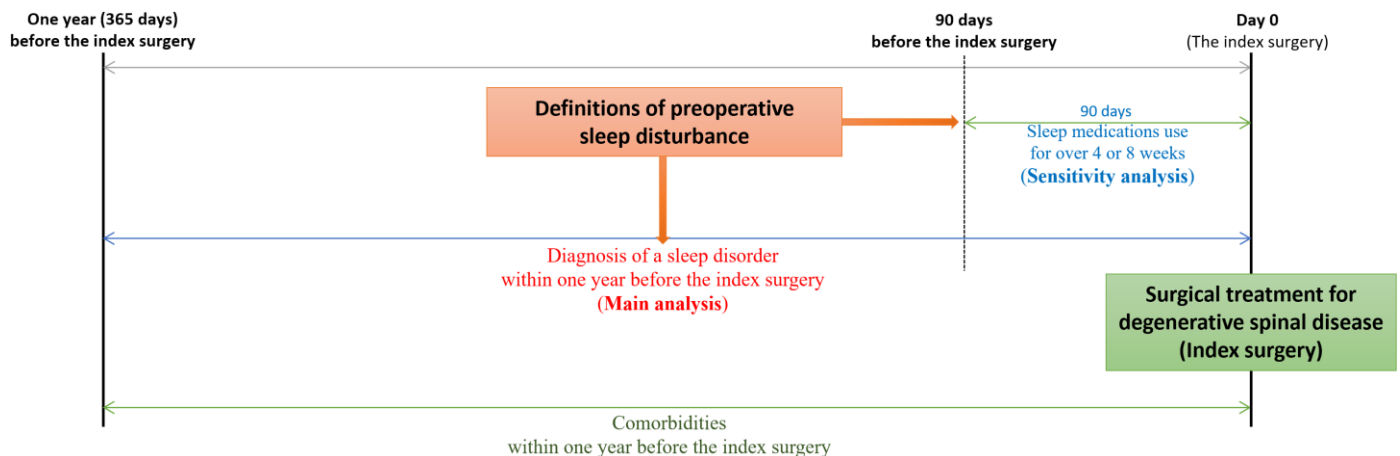 One year (365 days)
before the index surgery
90 days
before the index surgery
Day 0
(The index surgery)
Definitions of preoperative
sleep disturbance
90 days
Sleep medications use
for over 4 or 8 weeks
(Sensitivity analysis)
Diagnosis of a sleep disorder
within one year before the index surgery
(Main analysis)
Surgical treatment for
degenerative spinal disease
(Index surgery)
Comorbidities
within one year before the index surgery